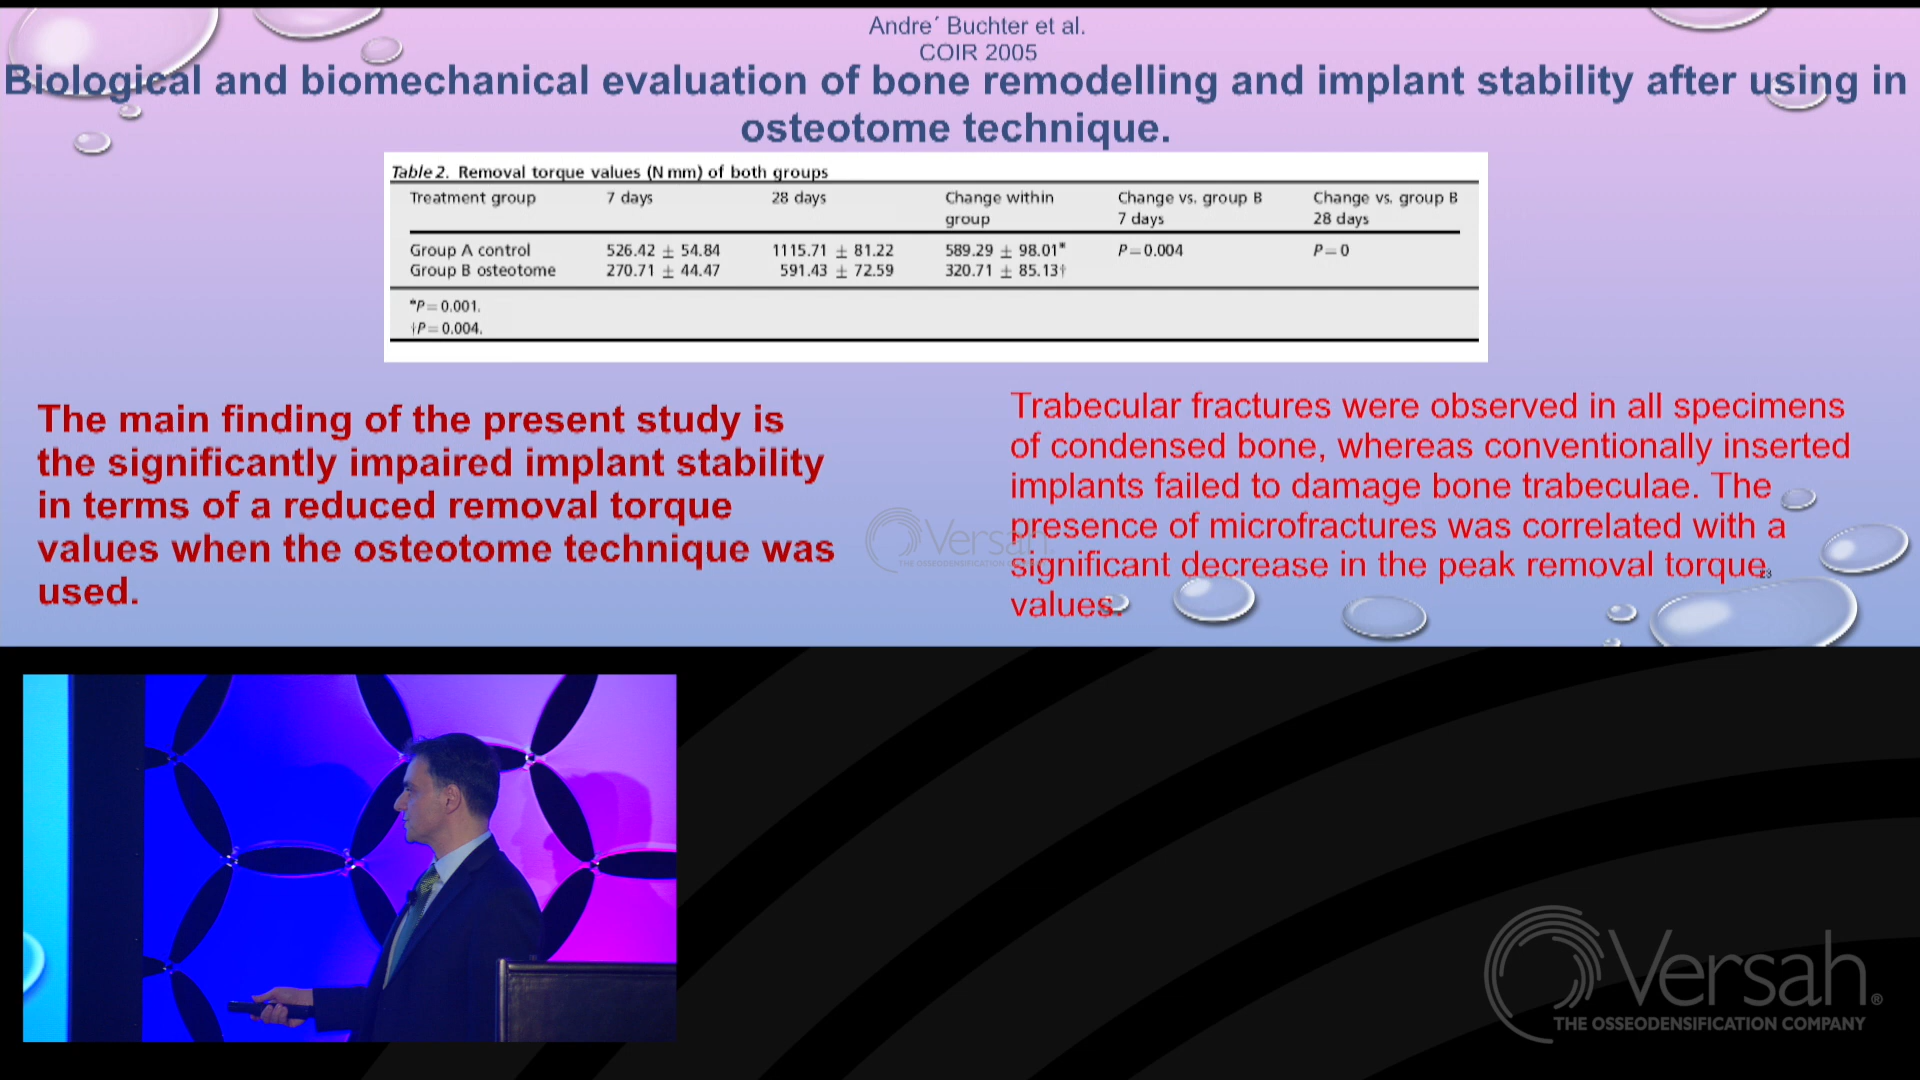 Andre´ Buchter et al.
COIR 2005
Biological and biomechanical evaluation of bone remodelling and implant stability after using in
osteotome technique.
Table 2. Removal torque values (N mm) of both groups
Treatment group 7 days 28 days Change within group Change vs. group B 7 days Change vs. group B 28 days
Group A control 526.42 ± 54.84 1115.71 ± 81.22 589.29 ± 98.01* P=0.004 P=0
Group B osteotome 270.71 ± 44.47 591.43 ± 72.59 320.71 ± 85.13†
*P=0.001.
†P=0.004.
The main finding of the present study is
the significantly impaired implant stability
in terms of a reduced removal torque
values when the osteotome technique was
used.
Trabecular fractures were observed in all specimens
of condensed bone, whereas conventionally inserted
implants failed to damage bone trabeculae. The
presence of microfractures was correlated with a
significant decrease in the peak removal torque
values.
23
Versah
THE OSSEODENSIFICATION
Versah®
THE OSSEODENSIFICATION COMPANY